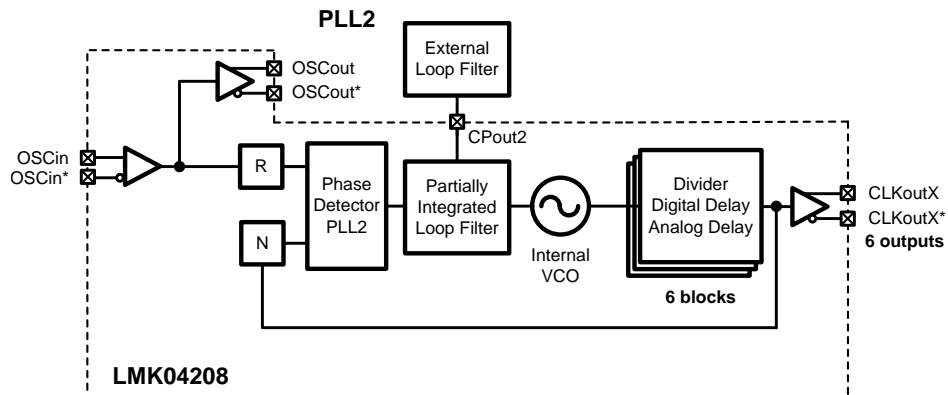 PLL2
External
Loop Filter
OSCout
OSCout*
CPout2
OSCin
OSCin*
R
N
Phase
Detector
PLL2
Partially
Integrated
Loop Filter
Internal
VCO
Divider
Digital Delay
Analog Delay
6 blocks
CLKoutX
CLKoutX*
6 outputs
LMK04208